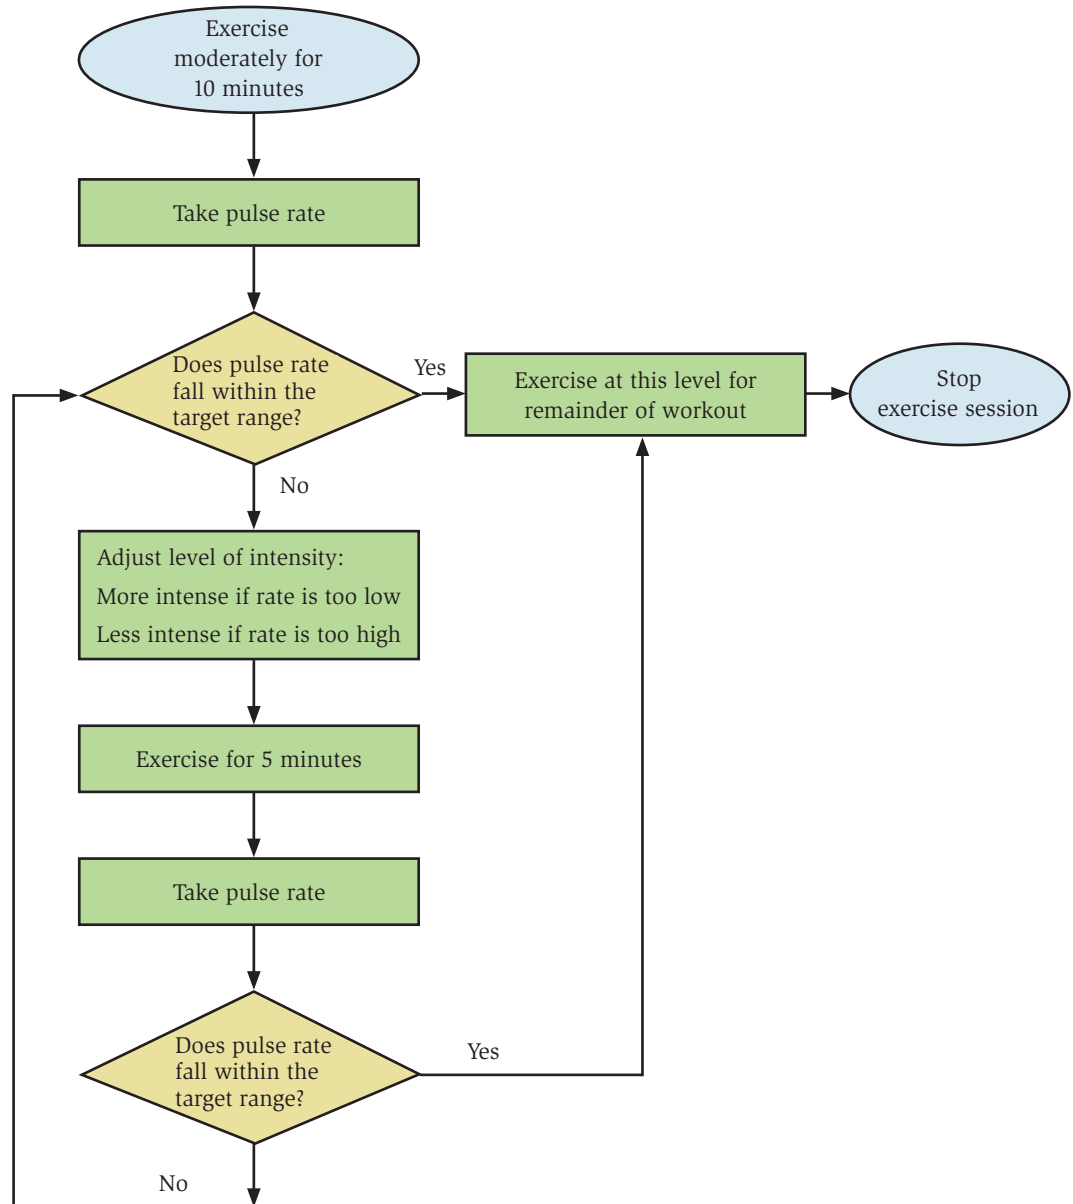 Exercise
moderately for
10 minutes
Take pulse rate
Does pulse rate
fall within the
target range?
Yes
Exercise at this level for
remainder of workout
Stop
exercise session
No
Adjust level of intensity:
More intense if rate is too low
Less intense if rate is too high
Exercise for 5 minutes
Take pulse rate
Does pulse rate
fall within the
target range?
Yes
No